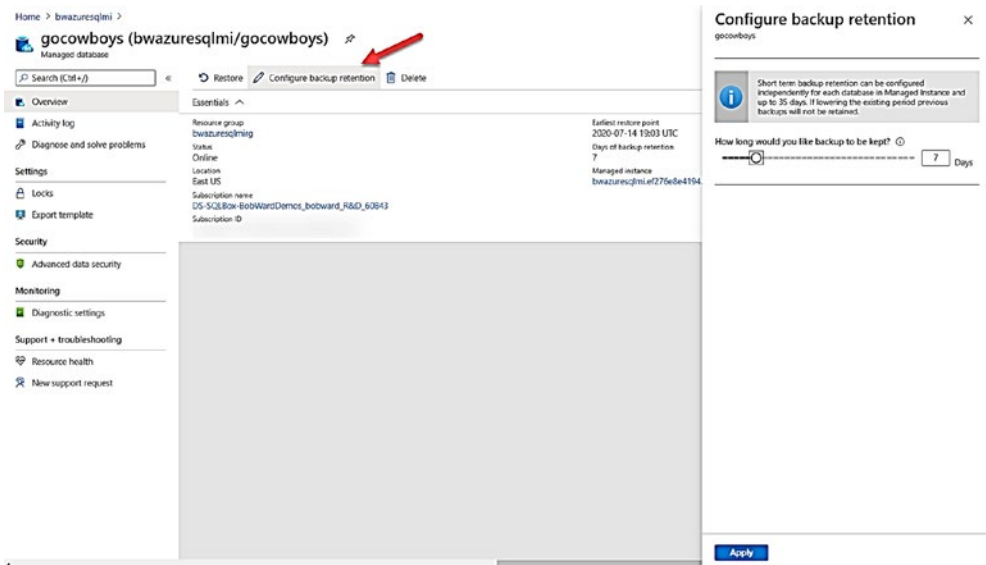 Home > bwazuresqlmi >
gocowboys (bwazuresqlmi/gocowboys)
Managed database
Search (Ctrl+/)
«
Overview
Activity log
Diagnose and solve problems
Settings
Locks
Export template
Security
Advanced data security
Monitoring
Diagnostic settings
Support + troubleshooting
Resource health
New support request
Restore Configure backup retention Delete
Essentials
Resource group
bwazuresqlmirg
Status
Online
Location
East US
Subscription name
DS-SQLBox-BobWardDemos_bobward_R&D_60843
Subscription ID
Earliest restore point
2020-07-14 19:03 UTC
Days of backup retention
7
Managed instance
bwazuresqlmi.ef276e8e4194.
Configure backup retention
gocowboys
Short term backup retention can be configured
independently for each database in Managed Instance and
up to 35 days. If lowering the existing period previous
backups will not be retained.
How long would you like backup to be kept?
7 Days
Apply